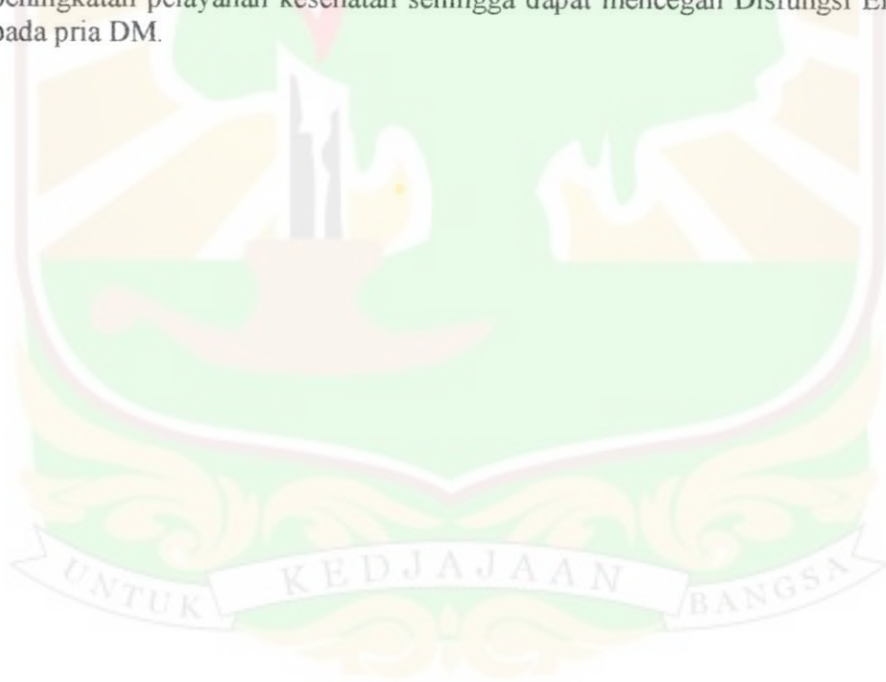 peningkatan pelayanan kesehatan sehingga dapat mencegah Disfungsi
pada pria DM.
UNTUK KEDJAJAAN BANGSA